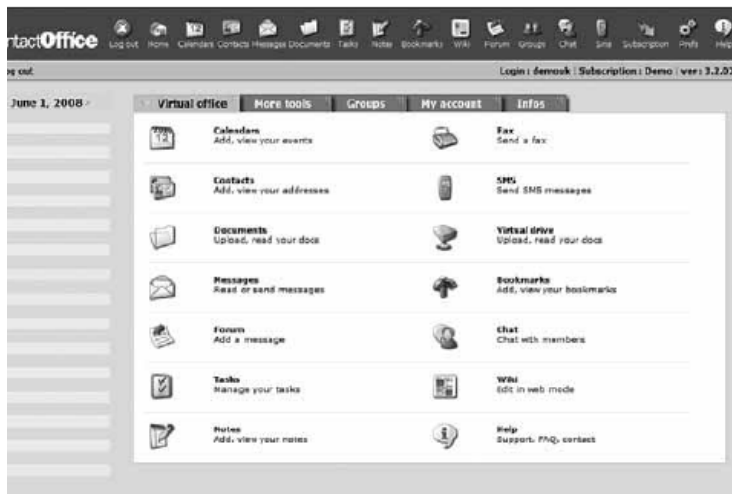 ntactOffice
Log out Home Calendars Contacts Messages Documents Tasks Notes Bookmarks Wiki Forum Groups Chat Sms Subscription Prefs Help
og out
Login : demouk | Subscription : Demo | ver : 3.2.0
June 1, 2008
Virtual office More tools Groups My account Infos
Calendars
Add, view your events
Fax
Send a fax
Contacts
Add, view your addresses
SMS
Send SMS messages
Documents
Upload, read your docs
Virtual drive
Upload, read your docs
Messages
Read or send messages
Bookmarks
Add, view your bookmarks
Forum
Add a message
Chat
Chat with members
Tasks
Manage your tasks
Wiki
Edit in web mode
Notes
Add, view your notes
Help
Support, FAQ, contact